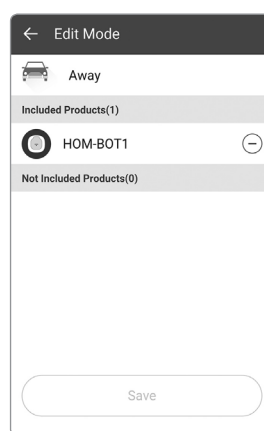 Edit Mode
Away
Included Products(1)
HOM-BOT1
Not Included Products(0)
Save